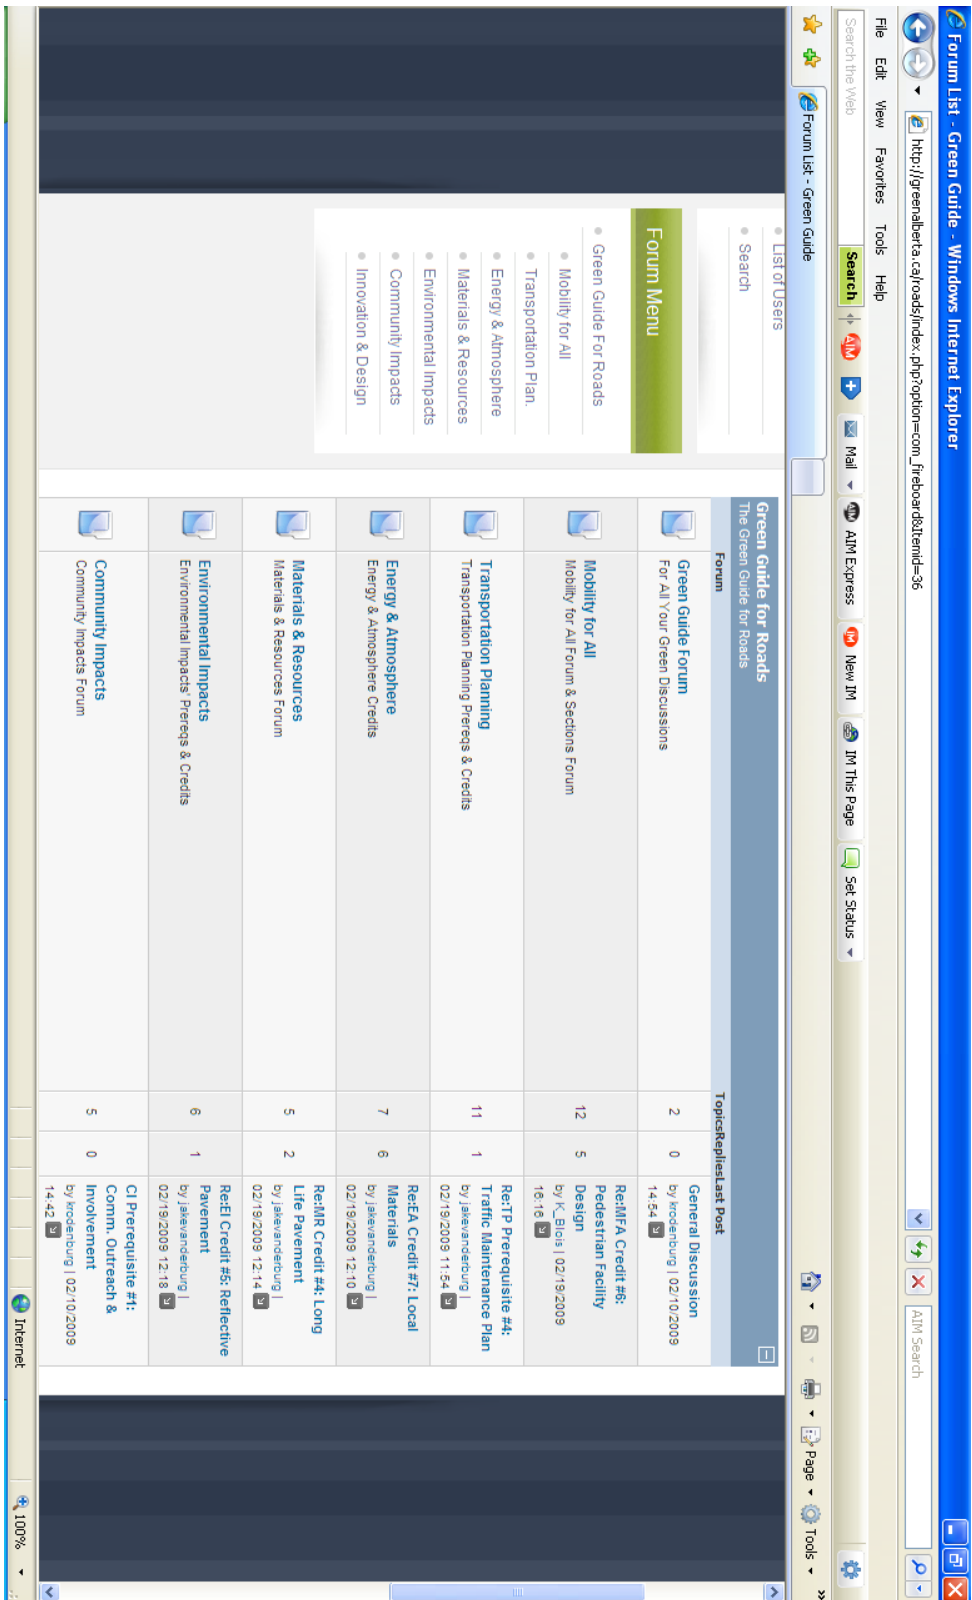 Forum List - Green Guide - Windows Internet Explorer
http://greenalberta.ca/roads/index.php?option=com_fireboard&Itemid=36
AIM Search
File Edit View Favorites Tools Help
Search the Web
Search
AIM
Mail
AIM Express
New IM
IM This Page
Set Status
Forum List - Green Guide
Page
Tools
List of Users
Search
Forum Menu
Green Guide For Roads
Mobility for All
Transportation Plan.
Energy & Atmosphere
Materials & Resources
Environmental Impacts
Community Impacts
Innovation & Design
Green Guide for Roads
The Green Guide for Roads
Forum Topics Replies Last Post
Green Guide Forum
For All Your Green Discussions
2 0
General Discussion
by krodenburg | 02/10/2009
14:54
Mobility for All
Mobility for All Forum & Sections Forum
12 5
Re:MFA Credit #6:
Pedestrian Facility
Design
by K_Blois | 02/19/2009
16:16
Transportation Planning
Transportation Planning Prereqs & Credits
11 1
Re:TP Prerequisite #4:
Traffic Maintenance Plan
by jakevanderburg |
02/19/2009 11:54
Energy & Atmosphere
Energy & Atmosphere Credits
7 6
Re:EA Credit #7: Local
Materials
by jakevanderburg |
02/19/2009 12:10
Materials & Resources
Materials & Resources Forum
5 2
Re:MR Credit #4: Long
Life Pavement
by jakevanderburg |
02/19/2009 12:14
Environmental Impacts
Environmental Impacts' Prereqs & Credits
6 1
Re:EI Credit #5: Reflective
Pavement
by jakevanderburg |
02/19/2009 12:18
Community Impacts
Community Impacts Forum
5 0
CI Prerequisite #1:
Comm. Outreach &
Involvement
by krodenburg | 02/10/2009
14:42
Internet
100%